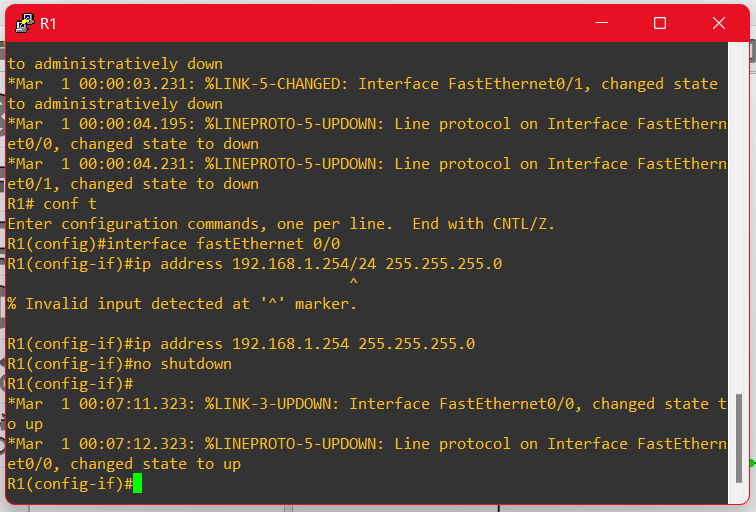 R1
to administratively down
*Mar  1 00:00:03.231: %LINK-5-CHANGED: Interface FastEthernet0/1, changed state
to administratively down
*Mar  1 00:00:04.195: %LINEPROTO-5-UPDOWN: Line protocol on Interface FastEthern
et0/0, changed state to down
*Mar  1 00:00:04.231: %LINEPROTO-5-UPDOWN: Line protocol on Interface FastEthern
et0/1, changed state to down
R1# conf t
Enter configuration commands, one per line.  End with CNTL/Z.
R1(config)#interface fastEthernet 0/0
R1(config-if)#ip address 192.168.1.254/24 255.255.255.0
                                      ^
% Invalid input detected at '^' marker.

R1(config-if)#ip address 192.168.1.254 255.255.255.0
R1(config-if)#no shutdown
R1(config-if)#
*Mar  1 00:07:11.323: %LINK-3-UPDOWN: Interface FastEthernet0/0, changed state t
o up
*Mar  1 00:07:12.323: %LINEPROTO-5-UPDOWN: Line protocol on Interface FastEthern
et0/0, changed state to up
R1(config-if)#